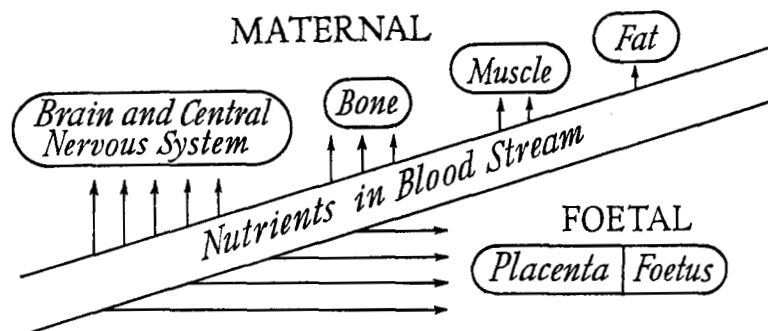 MATERNAL
Fat
Muscle
Bone
Brain and Central
Nervous System
Nutrients in Blood Stream
FOETAL
Placenta Foetus